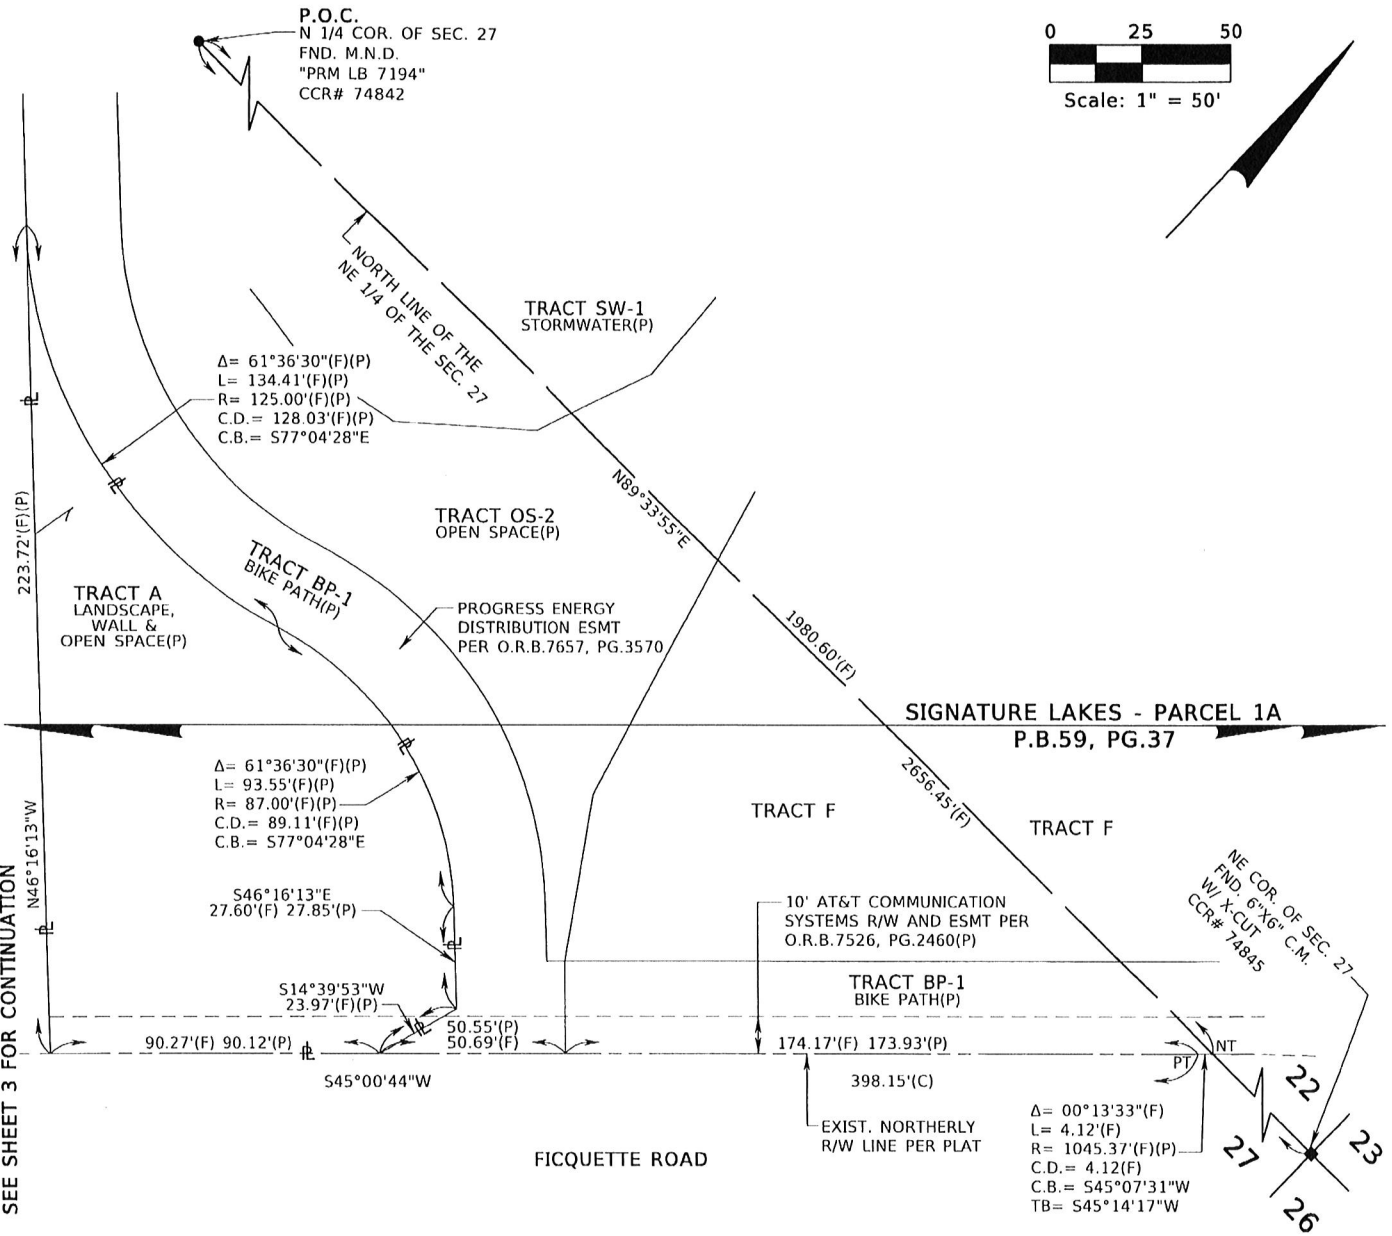 P.O.C.
N 1/4 COR. OF SEC. 27
FND. M.N.D.
"PRM LB 7194"
CCR# 74842
0 25 50
Scale: 1" = 50'
NORTH LINE OF THE
NE 1/4 OF THE SEC. 27
TRACT SW-1
STORMWATER(P)
Δ= 61°36'30"(F)(P)
L= 134.41'(F)(P)
R= 125.00'(F)(P)
C.D.= 128.03'(F)(P)
C.B.= S77°04'28"E
223.72'(F)(P)
N89°33'55"E
TRACT OS-2
OPEN SPACE(P)
TRACT BP-1
BIKE PATH(P)
TRACT A
LANDSCAPE,
WALL &
OPEN SPACE(P)
PROGRESS ENERGY
DISTRIBUTION ESMT
PER O.R.B.7657, PG.3570
1980.60'(F)
SIGNATURE LAKES - PARCEL 1A
P.B.59, PG.37
2656.45'(F)
Δ= 61°36'30"(F)(P)
L= 93.55'(F)(P)
R= 87.00'(F)(P)
C.D.= 89.11'(F)(P)
C.B.= S77°04'28"E
TRACT F
TRACT F
N46°16'13"W
S46°16'13"E
27.60'(F) 27.85'(P)
10' AT&T COMMUNICATION
SYSTEMS R/W AND ESMT PER
O.R.B.7526, PG.2460(P)
NE COR. OF SEC. 27
FND. 6"X6" C.M.
W/ X-CUT
CCR# 74845
S14°39'53"W
23.97'(F)(P)
TRACT BP-1
BIKE PATH(P)
50.55'(P)
50.69'(F)
90.27'(F) 90.12'(P)
174.17'(F) 173.93'(P)
NT
PT
S45°00'44"W
398.15'(C)
EXIST. NORTHERLY
R/W LINE PER PLAT
FICQUETTE ROAD
Δ= 00°13'33"(F)
L= 4.12'(F)
R= 1045.37'(F)(P)
C.D.= 4.12(F)
C.B.= S45°07'31"W
TB= S45°14'17"W
22
23
27
26
SEE SHEET 3 FOR CONTINUATION